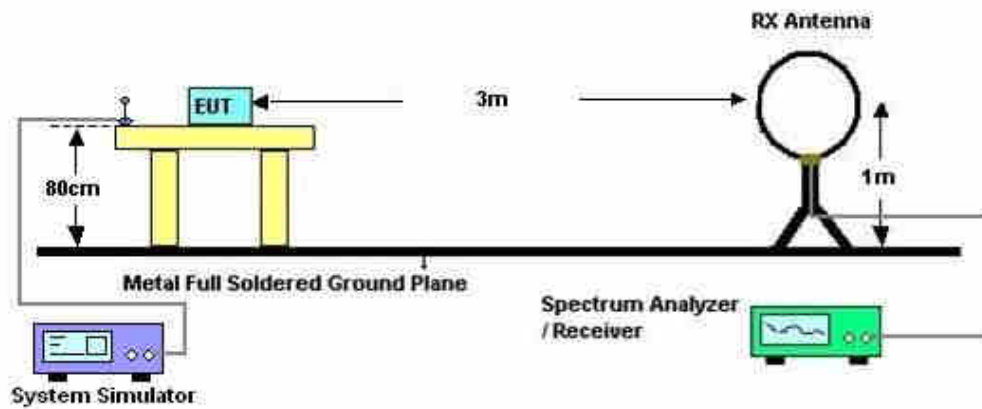 RX Antenna
EUT
3m
80cm
1m
Metal Full Soldered Ground Plane
Spectrum Analyzer
/ Receiver
System Simulator